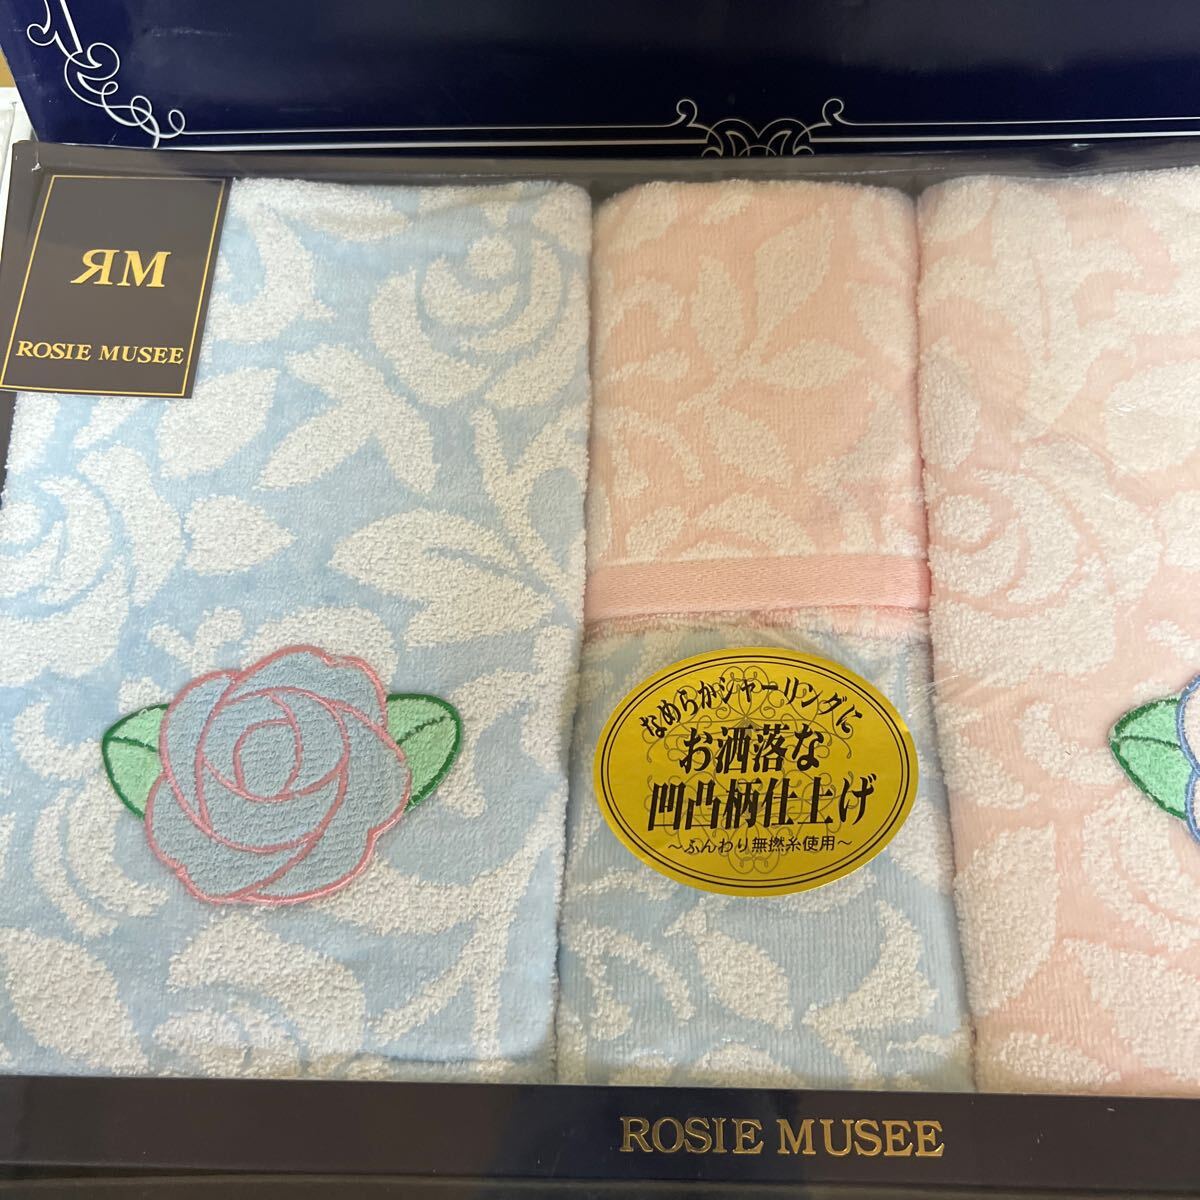 ЯM
ROSIE MUSEE
なめらかシャーリングに
お洒落な
凹凸柄仕上げ
～ふんわり無撚糸使用～
ROSIE MUSEE